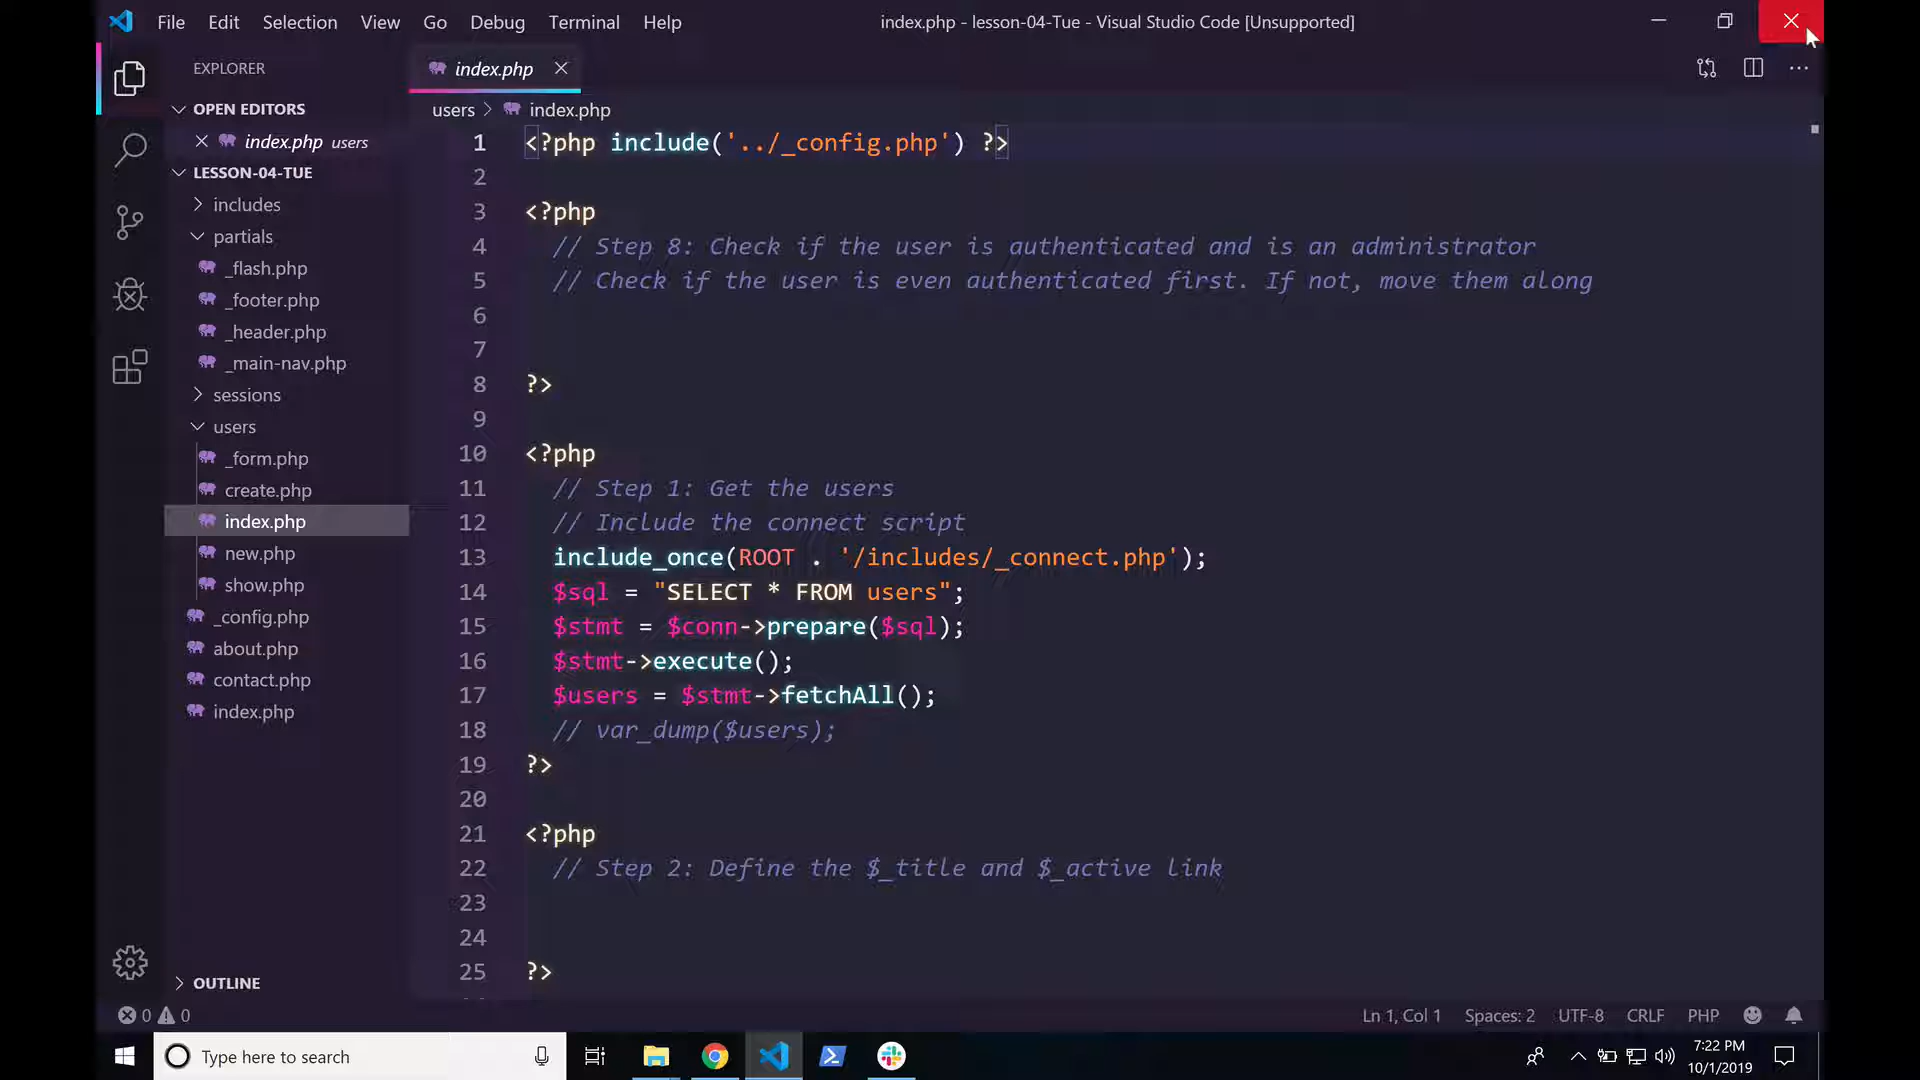 File Edit Selection View Go Debug Terminal Help
index.php - lesson-04-Tue - Visual Studio Code [Unsupported]
EXPLORER
OPEN EDITORS
index.php users
LESSON-04-TUE
includes
partials
_flash.php
_footer.php
_header.php
_main-nav.php
sessions
users
_form.php
create.php
index.php
new.php
show.php
_config.php
about.php
contact.php
index.php
OUTLINE
index.php
users > index.php
1 <?php include('../_config.php') ?>
2
3 <?php
4 // Step 8: Check if the user is authenticated and is an administrator
5 // Check if the user is even authenticated first. If not, move them along
6
7
8 ?>
9
10 <?php
11 // Step 1: Get the users
12 // Include the connect script
13 include_once(ROOT . '/includes/_connect.php');
14 $sql = "SELECT * FROM users";
15 $stmt = $conn->prepare($sql);
16 $stmt->execute();
17 $users = $stmt->fetchAll();
18 // var_dump($users);
19 ?>
20
21 <?php
22 // Step 2: Define the $_title and $_active link
23
24
25 ?>
0 0
Ln 1, Col 1 Spaces: 2 UTF-8 CRLF PHP
Type here to search
7:22 PM
10/1/2019